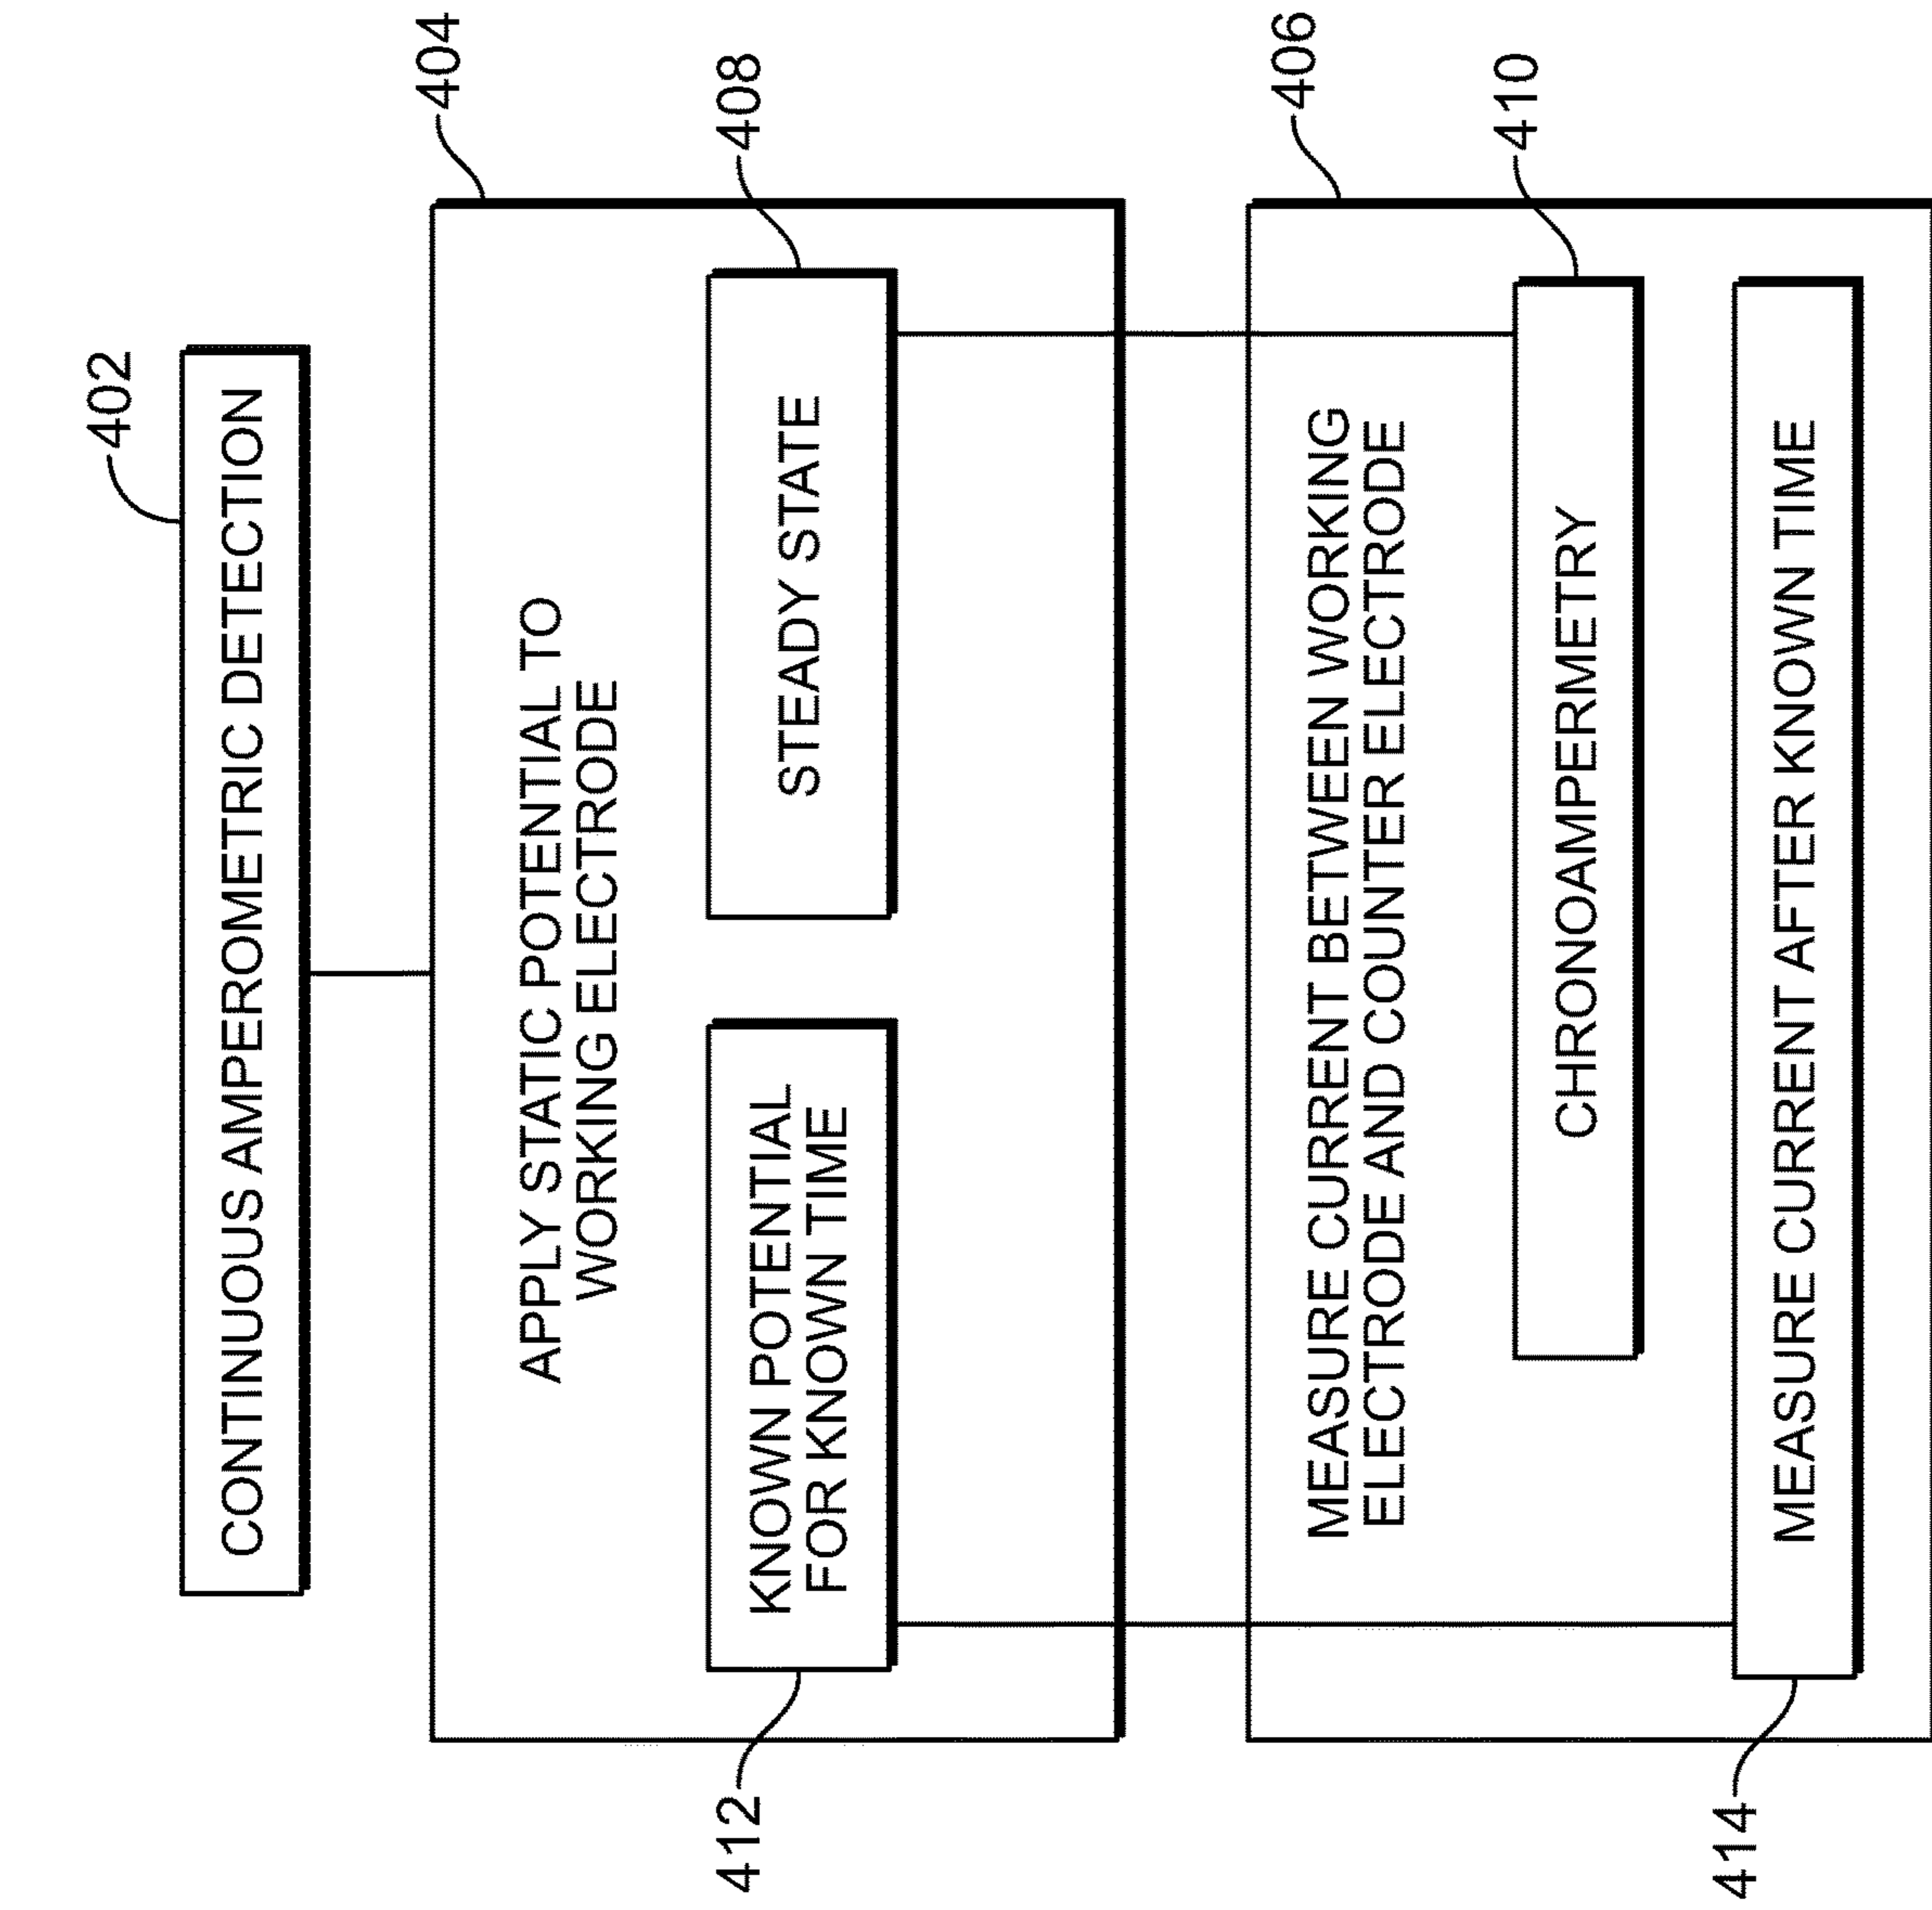 402
CONTINUOUS AMPEROMETRIC DETECTION
404
APPLY STATIC POTENTIAL TO
WORKING ELECTRODE
412
KNOWN POTENTIAL
FOR KNOWN TIME
STEADY STATE
408
406
MEASURE CURRENT BETWEEN WORKING
ELECTRODE AND COUNTER ELECTRODE
CHRONOAMPERMETRY
410
414
MEASURE CURRENT AFTER KNOWN TIME